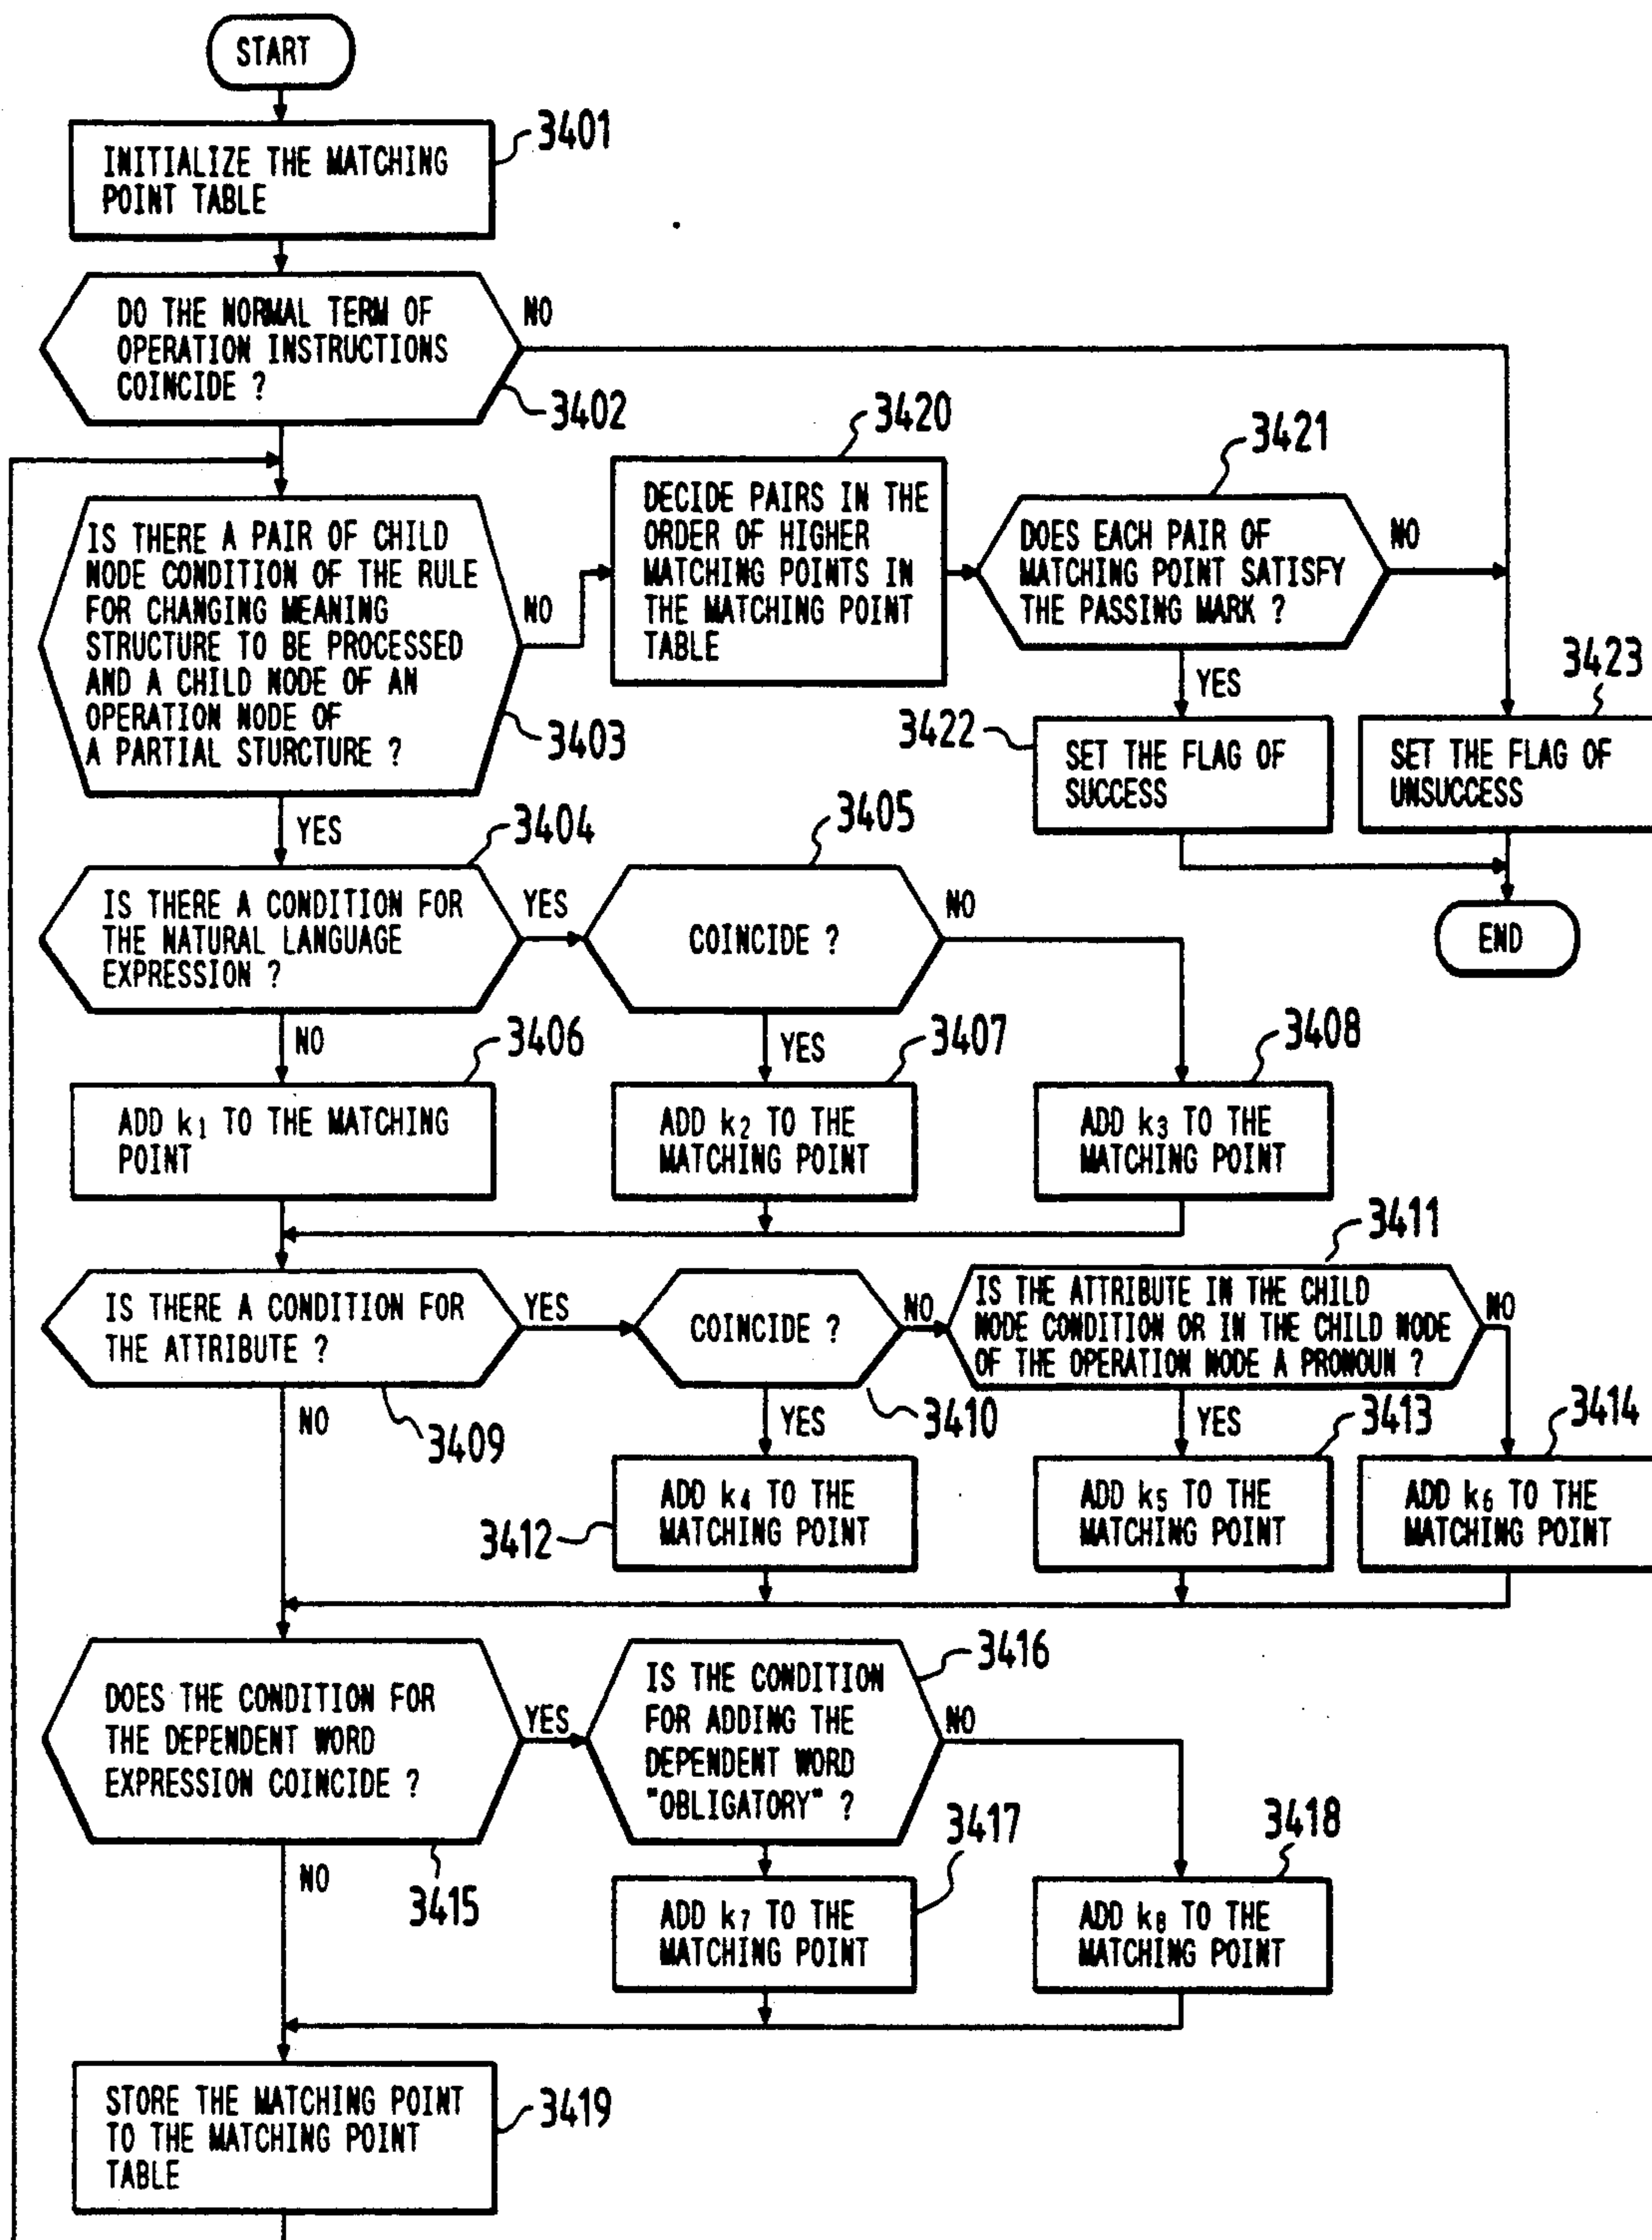 START
3401
INITIALIZE THE MATCHING
POINT TABLE
DO THE NORMAL TERM OF
OPERATION INSTRUCTIONS
COINCIDE ?
NO
3402
3420
3421
IS THERE A PAIR OF CHILD
NODE CONDITION OF THE RULE
FOR CHANGING MEANING
STRUCTURE TO BE PROCESSED
AND A CHILD NODE OF AN
OPERATION NODE OF
A PARTIAL STURCTURE ?
NO
3403
DECIDE PAIRS IN THE
ORDER OF HIGHER
MATCHING POINTS IN
THE MATCHING POINT
TABLE
DOES EACH PAIR OF
MATCHING POINT SATISFY
THE PASSING MARK ?
NO
YES
3422
SET THE FLAG OF
SUCCESS
3423
SET THE FLAG OF
UNSUCCESS
END
YES
3404
IS THERE A CONDITION FOR
THE NATURAL LANGUAGE
EXPRESSION ?
YES
3405
COINCIDE ?
NO
NO
3406
YES
3407
3408
ADD k1 TO THE MATCHING
POINT
ADD k2 TO THE
MATCHING POINT
ADD k3 TO THE
MATCHING POINT
IS THERE A CONDITION FOR
THE ATTRIBUTE ?
YES
NO
3409
COINCIDE ?
NO
YES
3410
3411
IS THE ATTRIBUTE IN THE CHILD
NODE CONDITION OR IN THE CHILD NODE
OF THE OPERATION NODE A PRONOUN ?
NO
YES
3413
3414
3412
ADD k4 TO THE
MATCHING POINT
ADD k5 TO THE
MATCHING POINT
ADD k6 TO THE
MATCHING POINT
DOES THE CONDITION FOR
THE DEPENDENT WORD
EXPRESSION COINCIDE ?
YES
NO
3415
3416
IS THE CONDITION
FOR ADDING THE
DEPENDENT WORD
"OBLIGATORY" ?
NO
3417
3418
ADD k7 TO THE
MATCHING POINT
ADD k8 TO THE
MATCHING POINT
STORE THE MATCHING POINT
TO THE MATCHING POINT
TABLE
3419